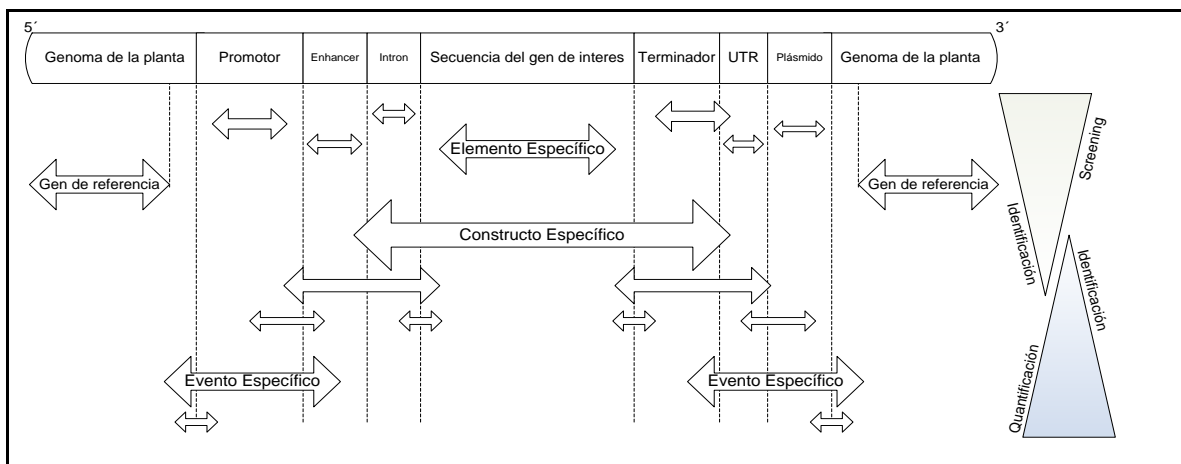 5´
3´
Genoma de la planta
Promotor
Enhancer
Intron
Secuencia del gen de interes
Terminador
UTR
Plásmido
Genoma de la planta
Elemento Específico
Gen de referencia
Gen de referencia
Constructo Específico
Evento Específico
Evento Específico
Screening
Identificación
Identificación
Quantificación